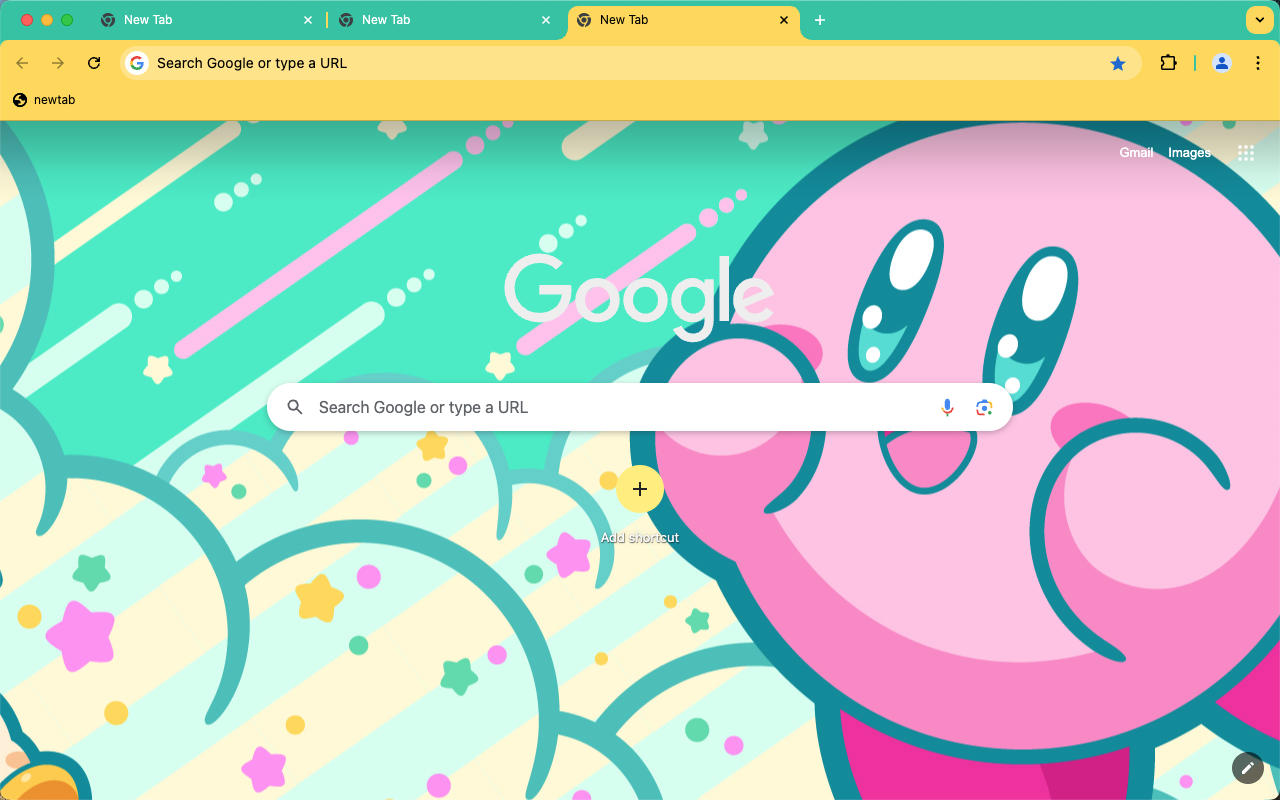 New Tab
New Tab
New Tab
Search Google or type a URL
newtab
Gmail Images
Google
Search Google or type a URL
Add shortcut